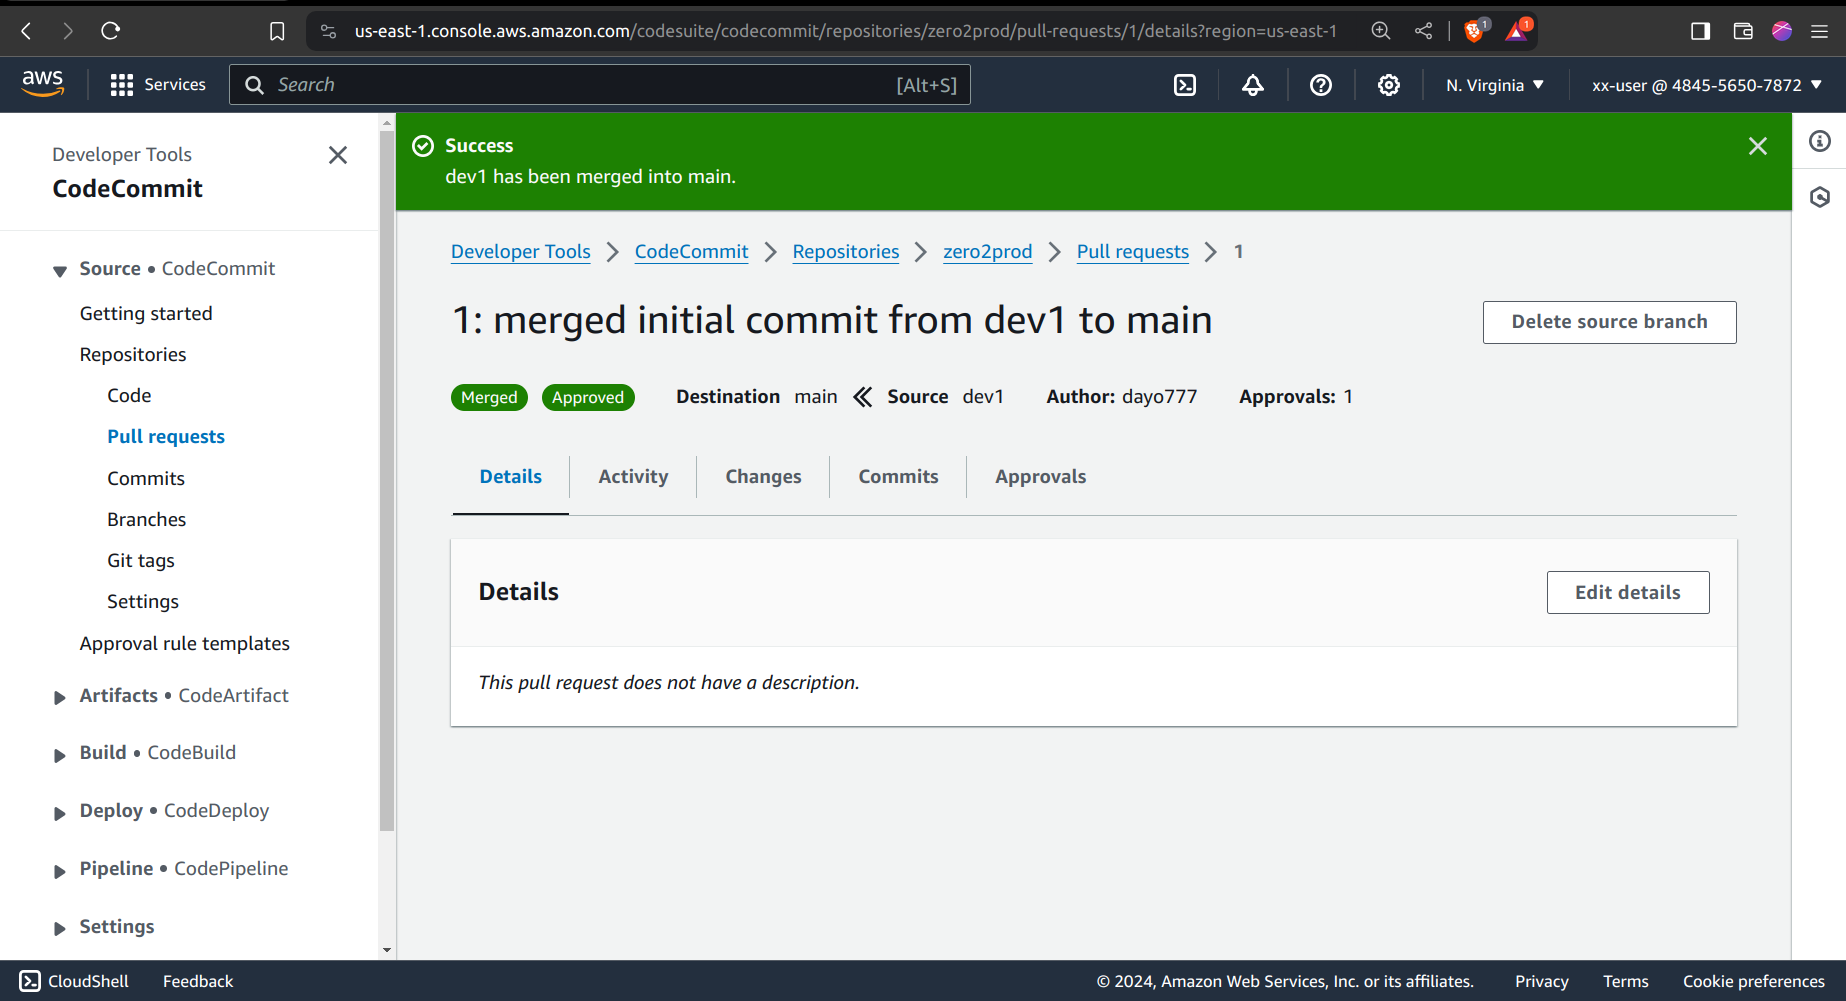 us-east-1.console.aws.amazon.com/codesuite/codecommit/repositories/zero2prod/pull-requests/1/details?region=us-east-1
1
1
aws
Services
Search
[Alt+S]
N. Virginia
xx-user @ 4845-5650-7872
Developer Tools
CodeCommit
Source • CodeCommit
Getting started
Repositories
Code
Pull requests
Commits
Branches
Git tags
Settings
Approval rule templates
Artifacts • CodeArtifact
Build • CodeBuild
Deploy • CodeDeploy
Pipeline • CodePipeline
Settings
Success
dev1 has been merged into main.
Developer Tools > CodeCommit > Repositories > zero2prod > Pull requests > 1
1: merged initial commit from dev1 to main
Delete source branch
Merged Approved Destination main Source dev1 Author: dayo777 Approvals: 1
Details Activity Changes Commits Approvals
Details
Edit details
This pull request does not have a description.
CloudShell Feedback © 2024, Amazon Web Services, Inc. or its affiliates. Privacy Terms Cookie preferences